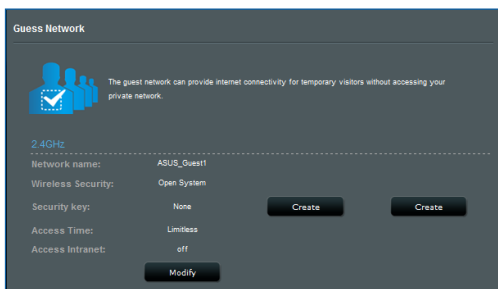 Guess Network
The guest network can provide internet connectivity for temporary visitors without accessing your
private network.
2.4GHz
Network name: ASUS_Guest1
Wireless Security: Open System
Security key: None Create Create
Access Time: Limitless
Access Intranet: off
Modify